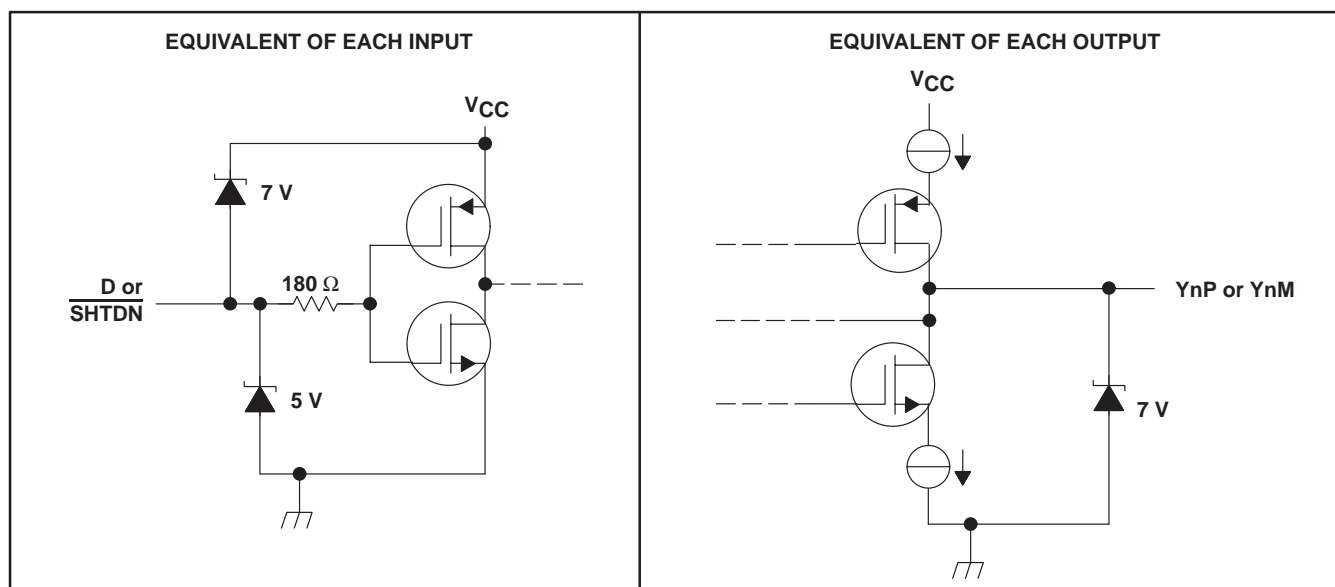 EQUIVALENT OF EACH INPUT
VCC
7 V
D or
SHTDN
180 Ω
5 V
EQUIVALENT OF EACH OUTPUT
VCC
YnP or YnM
7 V